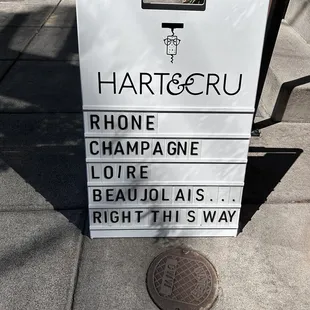 HART&CRU
RHONE
CHAMPAGNE
LOIRE
BEAUJOLAIS...
RIGHT THIS WAY